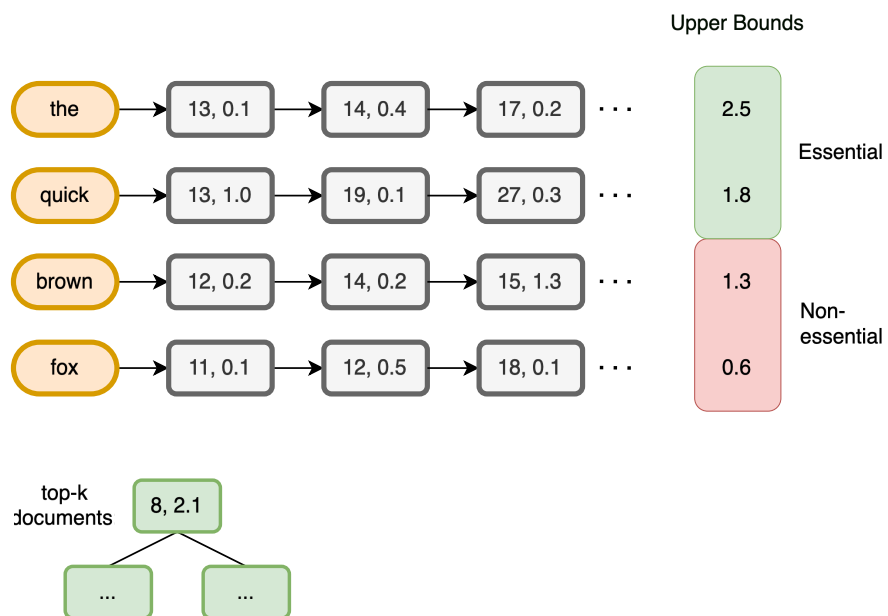 Upper Bounds
the 13, 0.1 14, 0.4 17, 0.2 · · · 2.5
Essential
quick 13, 1.0 19, 0.1 27, 0.3 · · · 1.8
brown 12, 0.2 14, 0.2 15, 1.3 · · · 1.3
Non-
essential
fox 11, 0.1 12, 0.5 18, 0.1 · · · 0.6
top-k
documents
8, 2.1
... ...